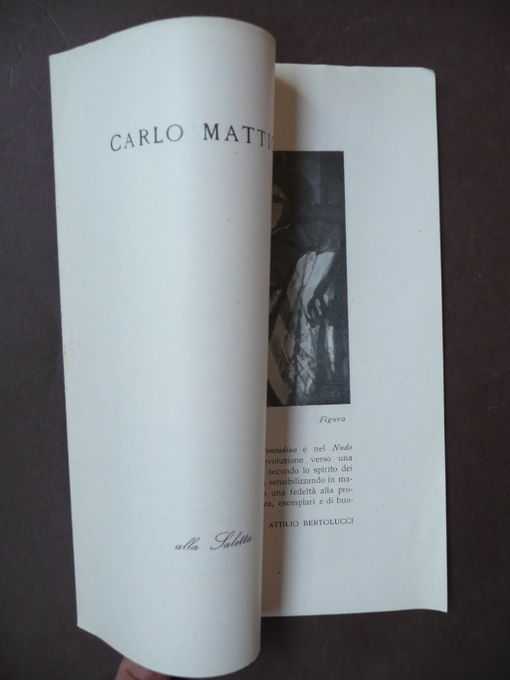 CARLO MATTI
alla Saletta
Figura
e nel Nudo
evoluzione verso una
secondo lo spirito dei
sensibilizzando in ma-
una fedeltà alla pro-
esemplari e di buo-
ATTILIO BERTOLUCCI